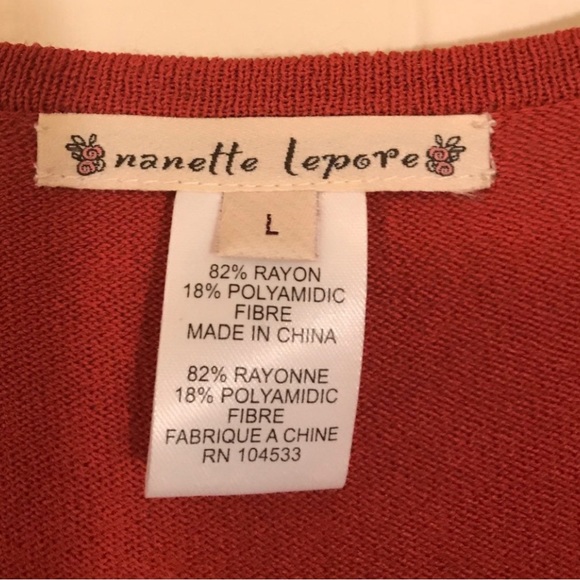 nanette lepore
L
82% RAYON
18% POLYAMIDIC
FIBRE
MADE IN CHINA
82% RAYONNE
18% POLYAMIDIC
FIBRE
FABRIQUE A CHINE
RN 104533